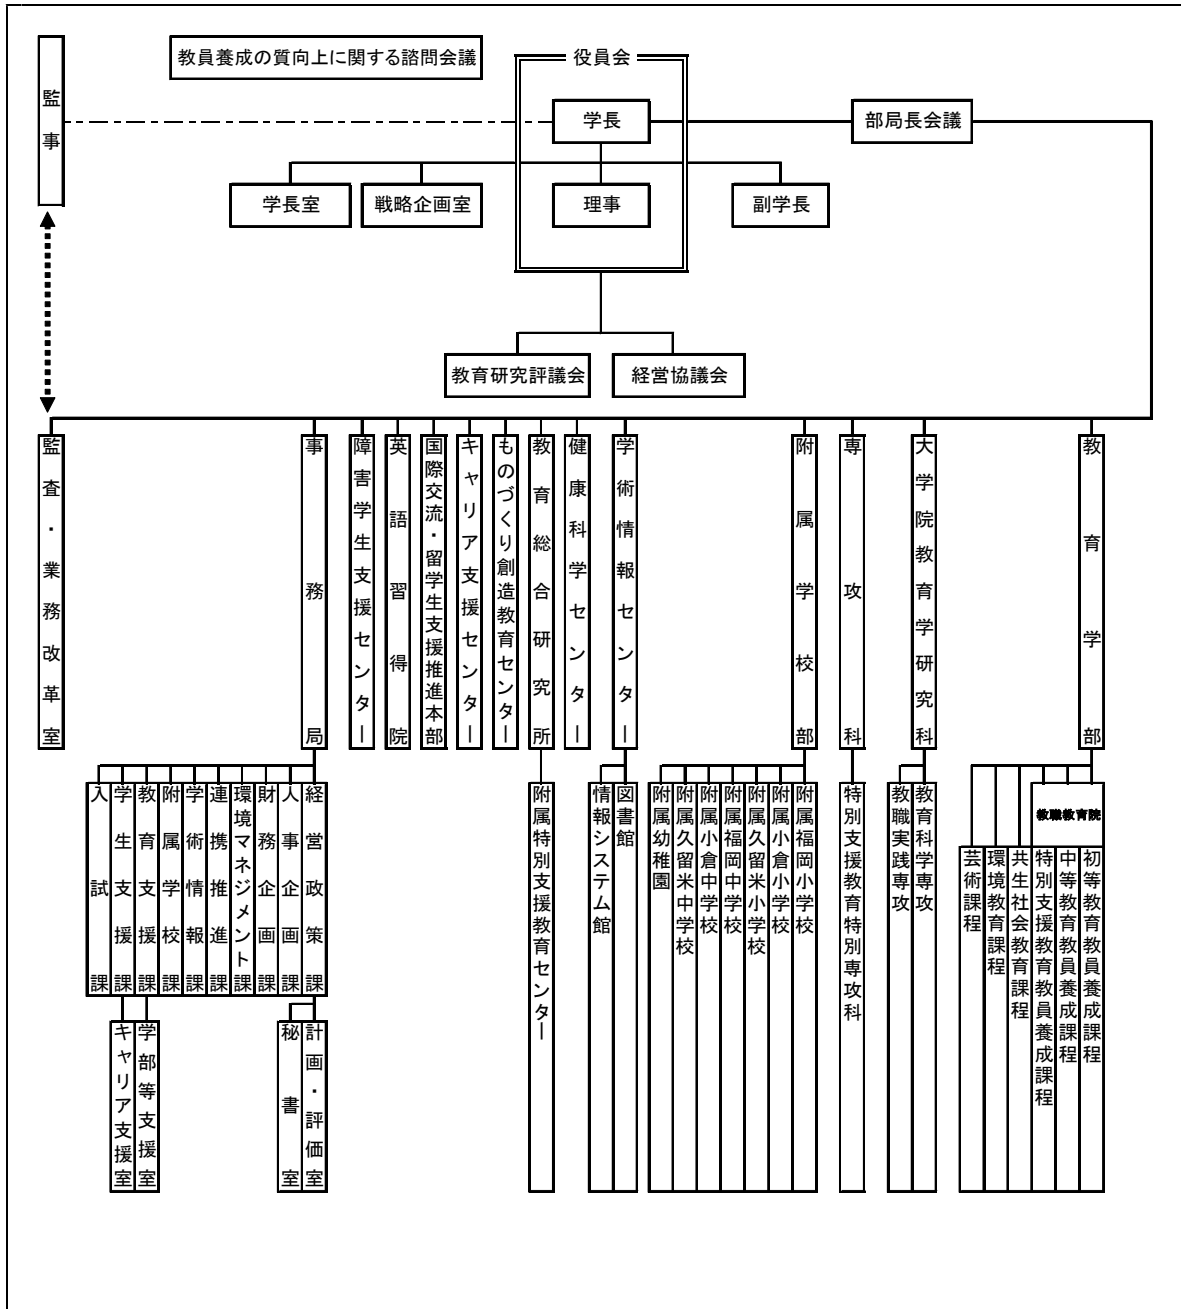 教員養成の質向上に関する諮問会議
役員会
監事
学長
部局長会議
学長室
戦略企画室
理事
副学長
教育研究評議会
経営協議会
監査・業務改革室
事務局
障害学生支援センター
英語習得院
国際交流・留学生支援推進本部
キャリア支援センター
ものづくり創造教育センター
教育総合研究所
健康科学センター
学術情報センター
附属学校部
専攻科
大学院教育学研究科
教育学部
入試課
学生支援課
教育支援課
附属学校課
学術情報課
連携推進課
環境マネジメント課
財務企画課
人事企画課
経営政策課
附属特別支援教育センター
情報システム館
図書館
附属幼稚園
附属久留米中学校
附属小倉中学校
附属福岡中学校
附属久留米小学校
附属小倉小学校
附属福岡小学校
特別支援教育特別専攻科
教職実践専攻
教育科学専攻
教職教育院
芸術課程
環境教育課程
共生社会教育課程
特別支援教育教員養成課程
中等教育教員養成課程
初等教育教員養成課程
キャリア支援室
学部等支援室
秘書室
計画・評価室